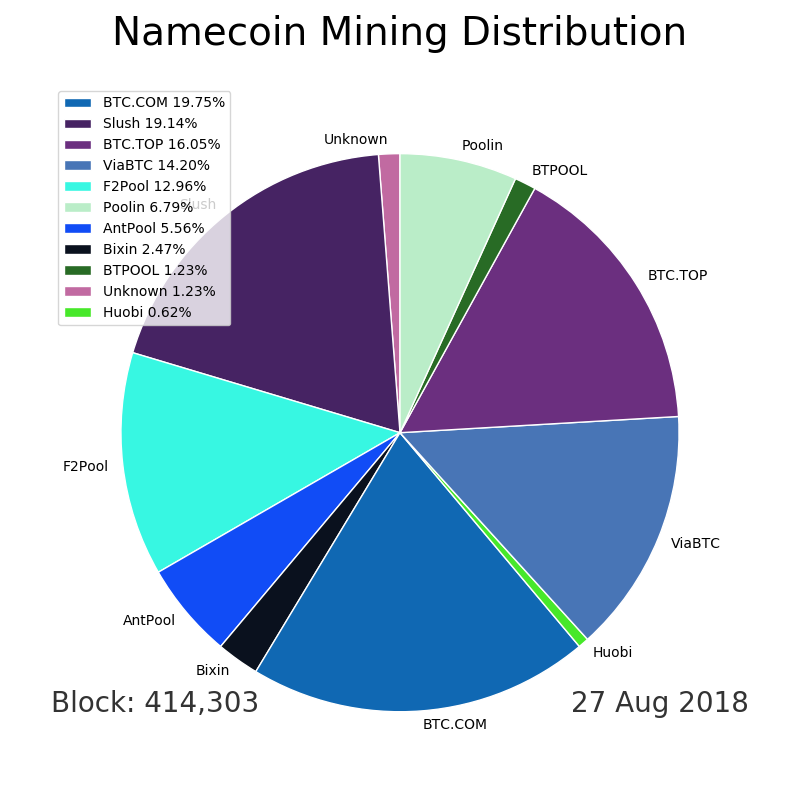 Namecoin Mining Distribution
BTC.COM 19.75%
Slush 19.14%
BTC.TOP 16.05%
ViaBTC 14.20%
F2Pool 12.96%
Poolin 6.79%
AntPool 5.56%
Bixin 2.47%
BTPOOL 1.23%
Unknown 1.23%
Huobi 0.62%
Unknown
Poolin
BTPOOL
Slush
BTC.TOP
F2Pool
ViaBTC
AntPool
Huobi
Bixin
BTC.COM
Block: 414,303
27 Aug 2018